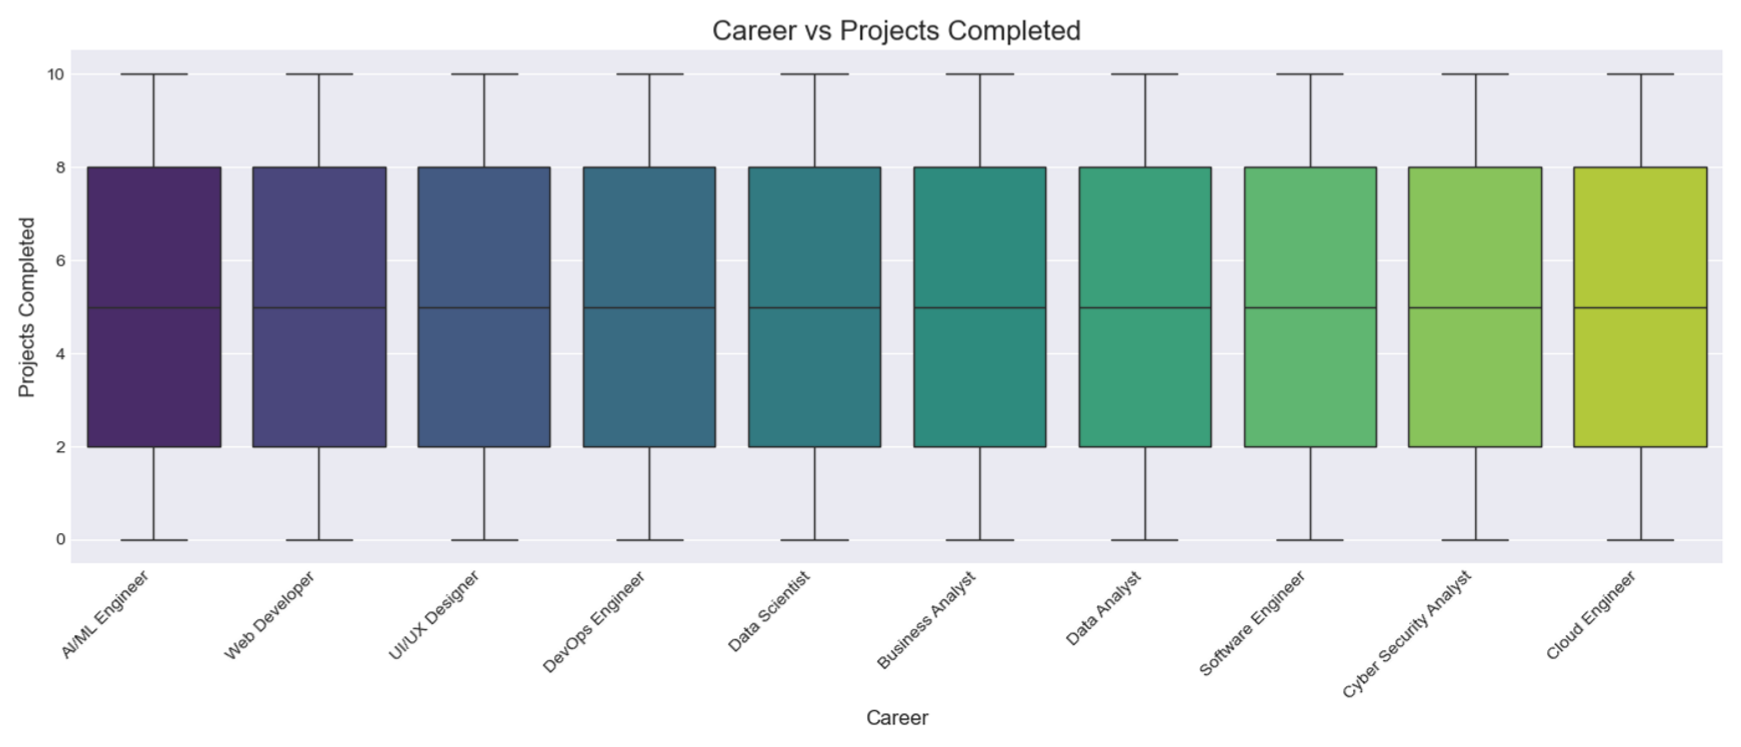 Career vs Projects Completed
Projects Completed
10
8
6
4
2
0
AI/ML Engineer
Web Developer
UI/UX Designer
DevOps Engineer
Data Scientist
Business Analyst
Data Analyst
Software Engineer
Cyber Security Analyst
Cloud Engineer
Career